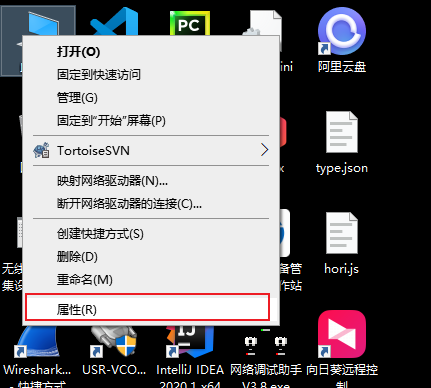 PC
ini
阿里云盘
打开(O)
固定到快速访问
管理(G)
固定到“开始”屏幕(P)
TortoiseSVN
映射网络驱动器(N)...
断开网络驱动器的连接(C)...
创建快捷方式(S)
删除(D)
重命名(M)
属性(R)
x
type.json
无线
集设
备管
作站
hori.js
Wireshark...
- 快捷方式
USR-VCO...
IntelliJ IDEA
2020.1 x64
网络调试助手
V3.8.exe
向日葵远程控
制